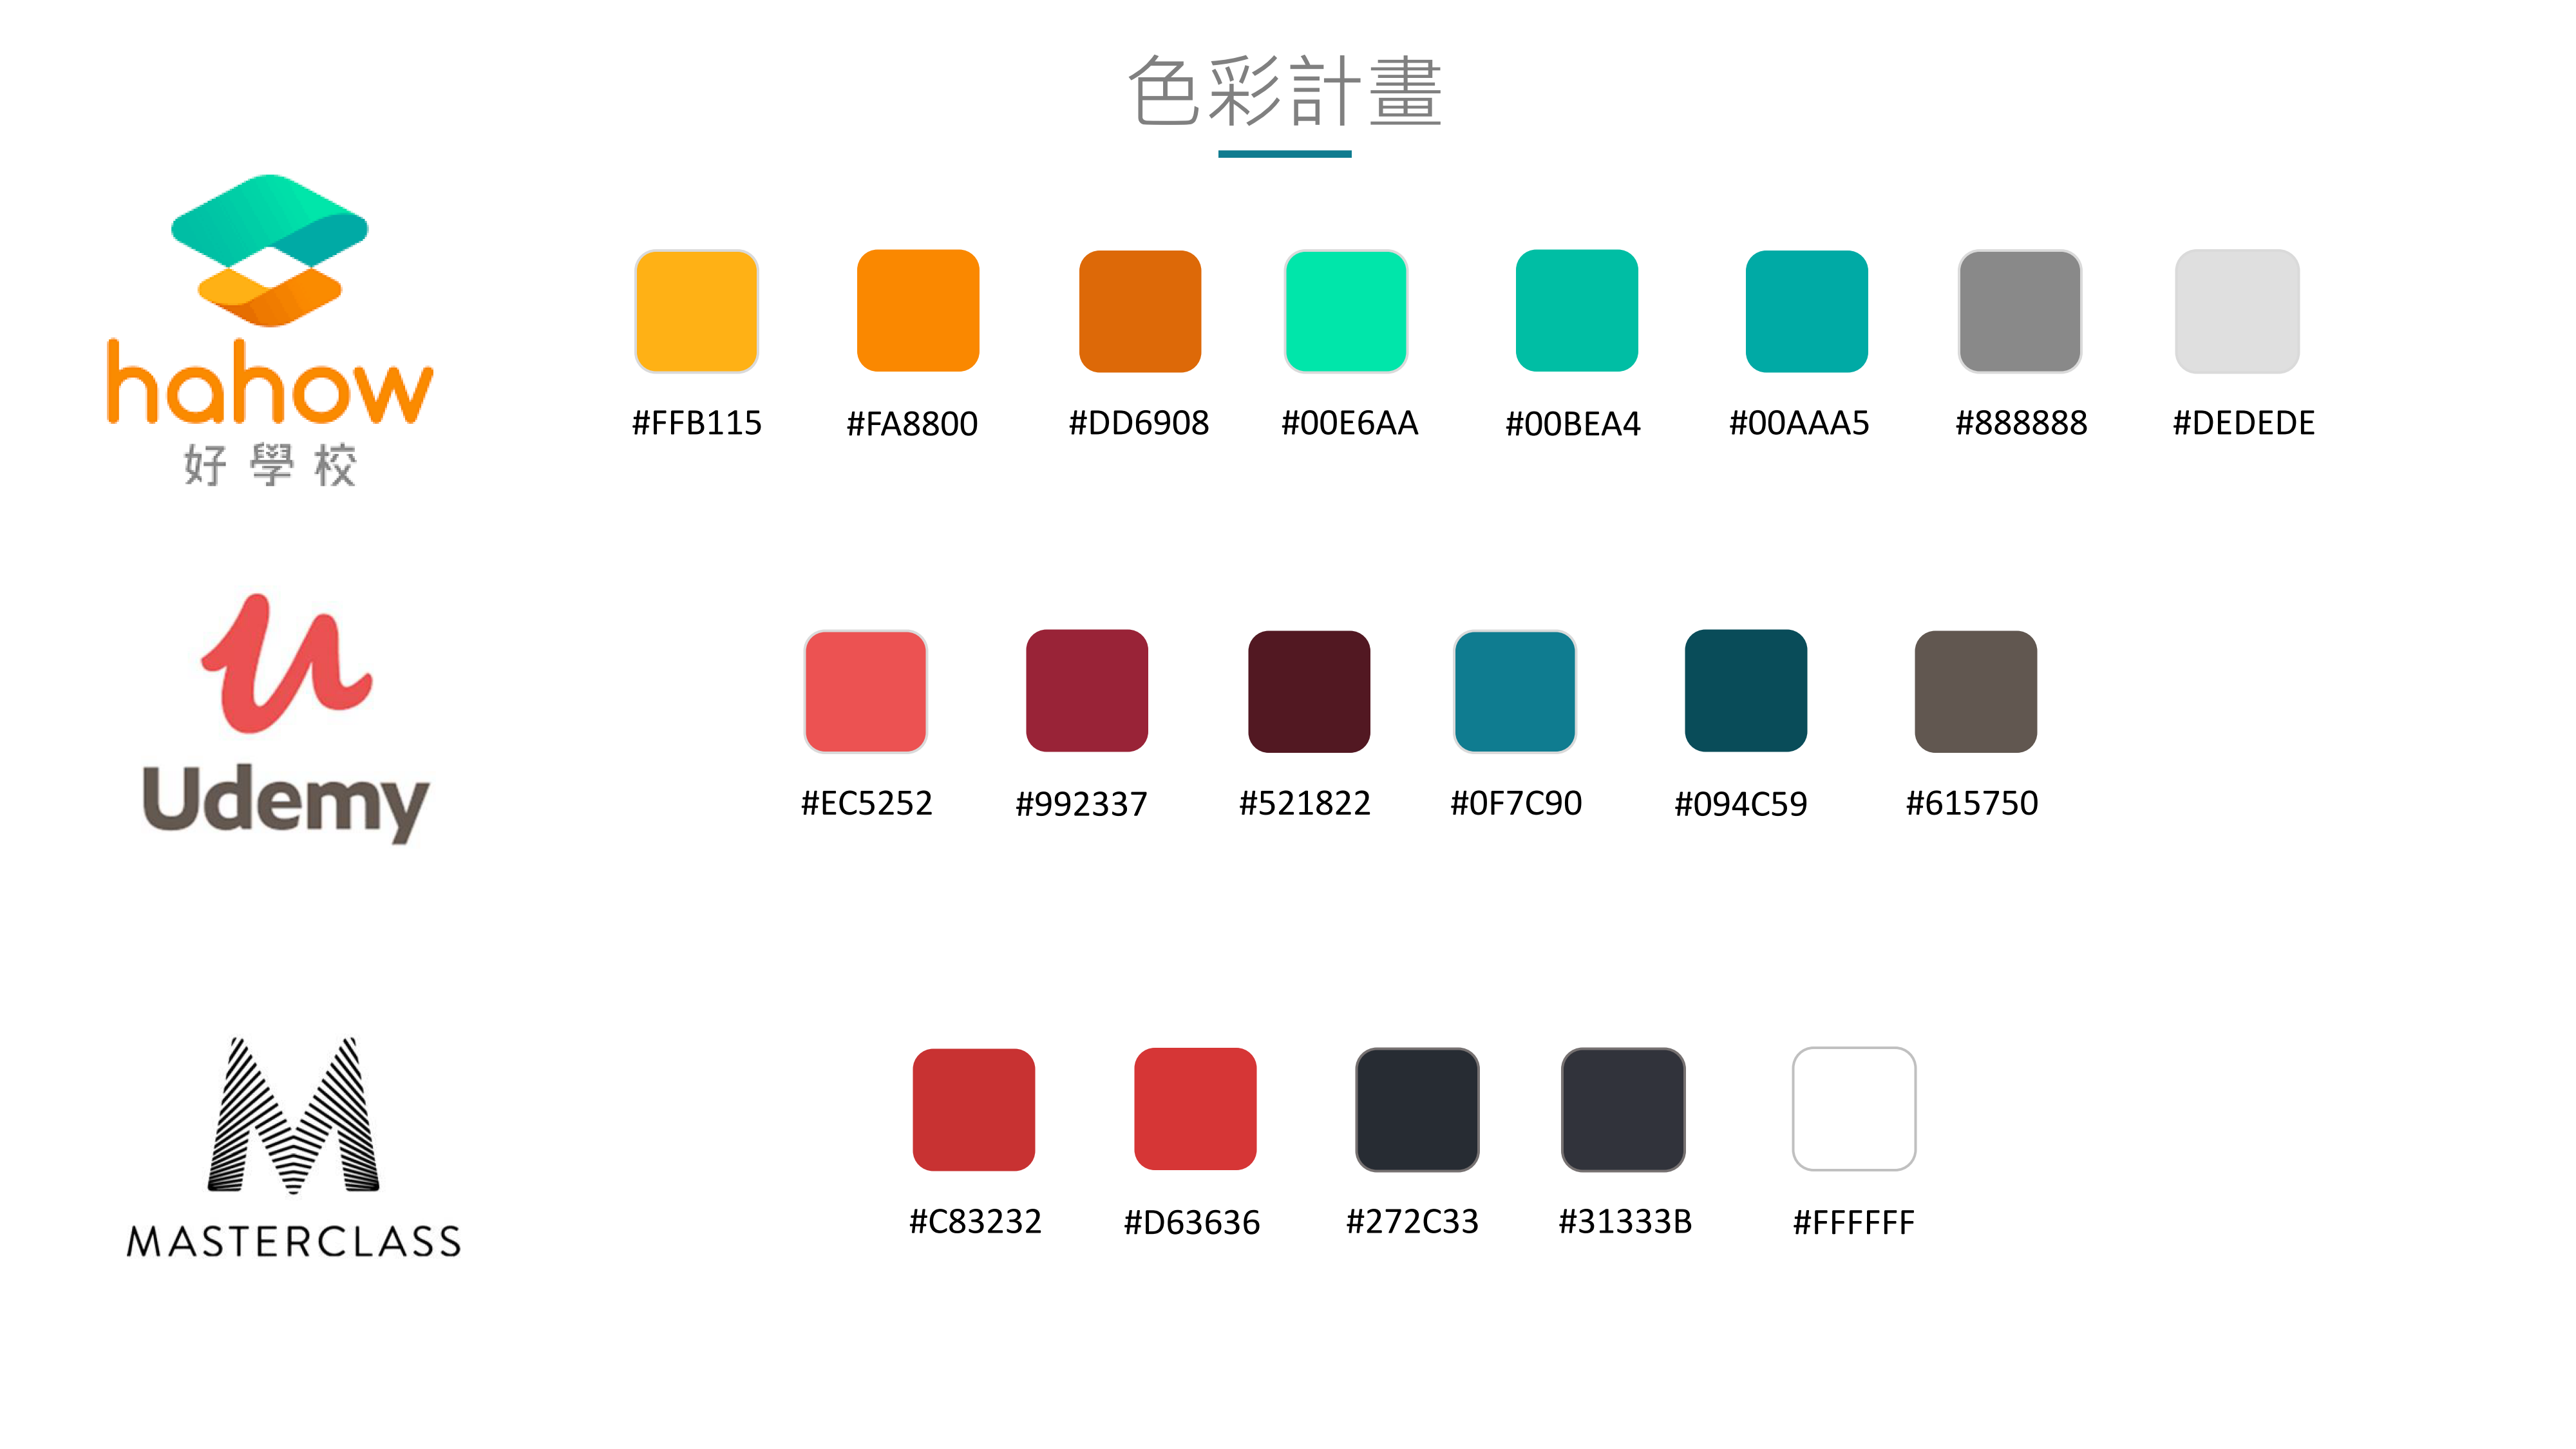 色彩計畫
hahow
好學校
#FFB115 #FA8800 #DD6908 #00E6AA #00BEA4 #00AAA5 #888888 #DEDEDE
Udemy
#EC5252 #992337 #521822 #0F7C90 #094C59 #615750
MASTERCLASS
#C83232 #D63636 #272C33 #31333B #FFFFFF